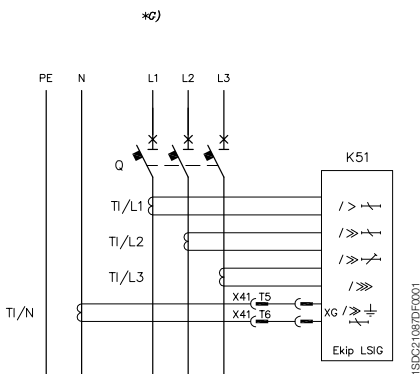 *G)
PE N L1 L2 L3
Q
K51
TI/L1
TI/L2
TI/L3
TI/N
X41 T5
X41 T6
/>
/≫
/≫
/⋙
XG /≫
Ekip LSIG
1SDC21087DF0001